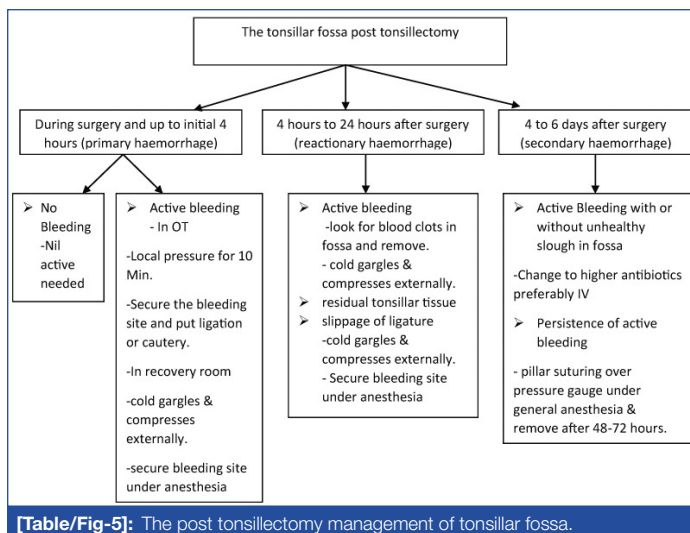 The tonsillar fossa post tonsillectomy
During surgery and up to initial 4
hours (primary haemorrhage)
4 hours to 24 hours after surgery
(reactionary haemorrhage)
4 to 6 days after surgery
(secondary haemorrhage)
➢ No
Bleeding
-Nil
active
needed
➢ Active bleeding
- In OT
-Local pressure for 10
Min.
-Secure the bleeding
site and put ligation
or cautery.
-In recovery room
-cold gargles &
compresses
externally.
-secure bleeding site
under anesthesia
➢ Active bleeding
-look for blood clots in
fossa and remove.
- cold gargles &
compresses externally.
➢ residual tonsillar tissue
➢ slippage of ligature
-cold gargles &
compresses externally.
- Secure bleeding site
under anesthesia
➢ Active Bleeding with or
without unhealthy
slough in fossa
-Change to higher antibiotics
preferably IV
➢ Persistence of active
bleeding
- pillar suturing over
pressure gauge under
general anesthesia &
remove after 48-72 hours.
[Table/Fig-5]: The post tonsillectomy management of tonsillar fossa.